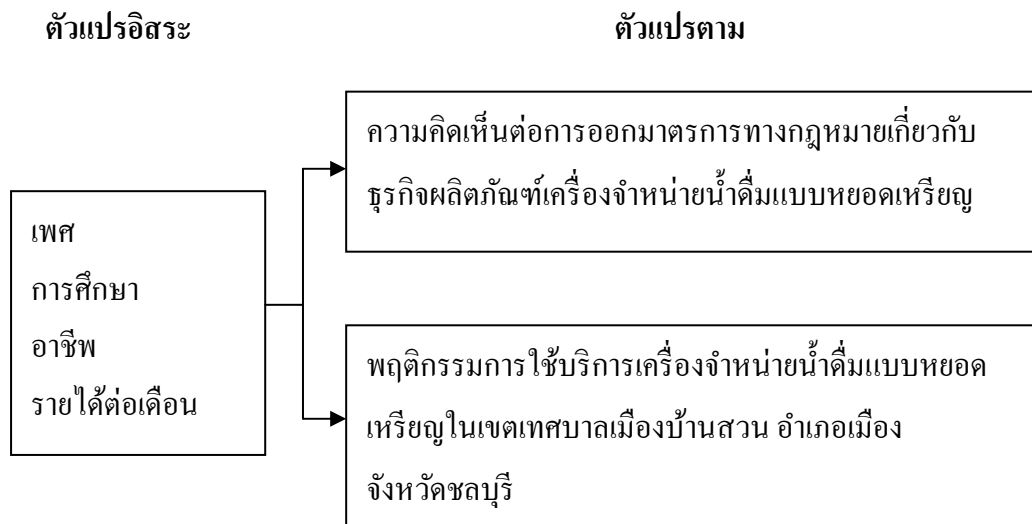 ตัวแปรอิสระ
ตัวแปรตาม
เพศ
การศึกษา
อาชีพ
รายได้ต่อเดือน
ความคิดเห็นต่อการออกมาตรการทางกฎหมายเกี่ยวกับ
ธุรกิจผลิตภัณฑ์เครื่องจำหน่ายน้ำดื่มแบบหยอดเหรียญ
พฤติกรรมการใช้บริการเครื่องจำหน่ายน้ำดื่มแบบหยอด
เหรียญในเขตเทศบาลเมืองบ้านสวน อำเภอเมือง
จังหวัดชลบุรี